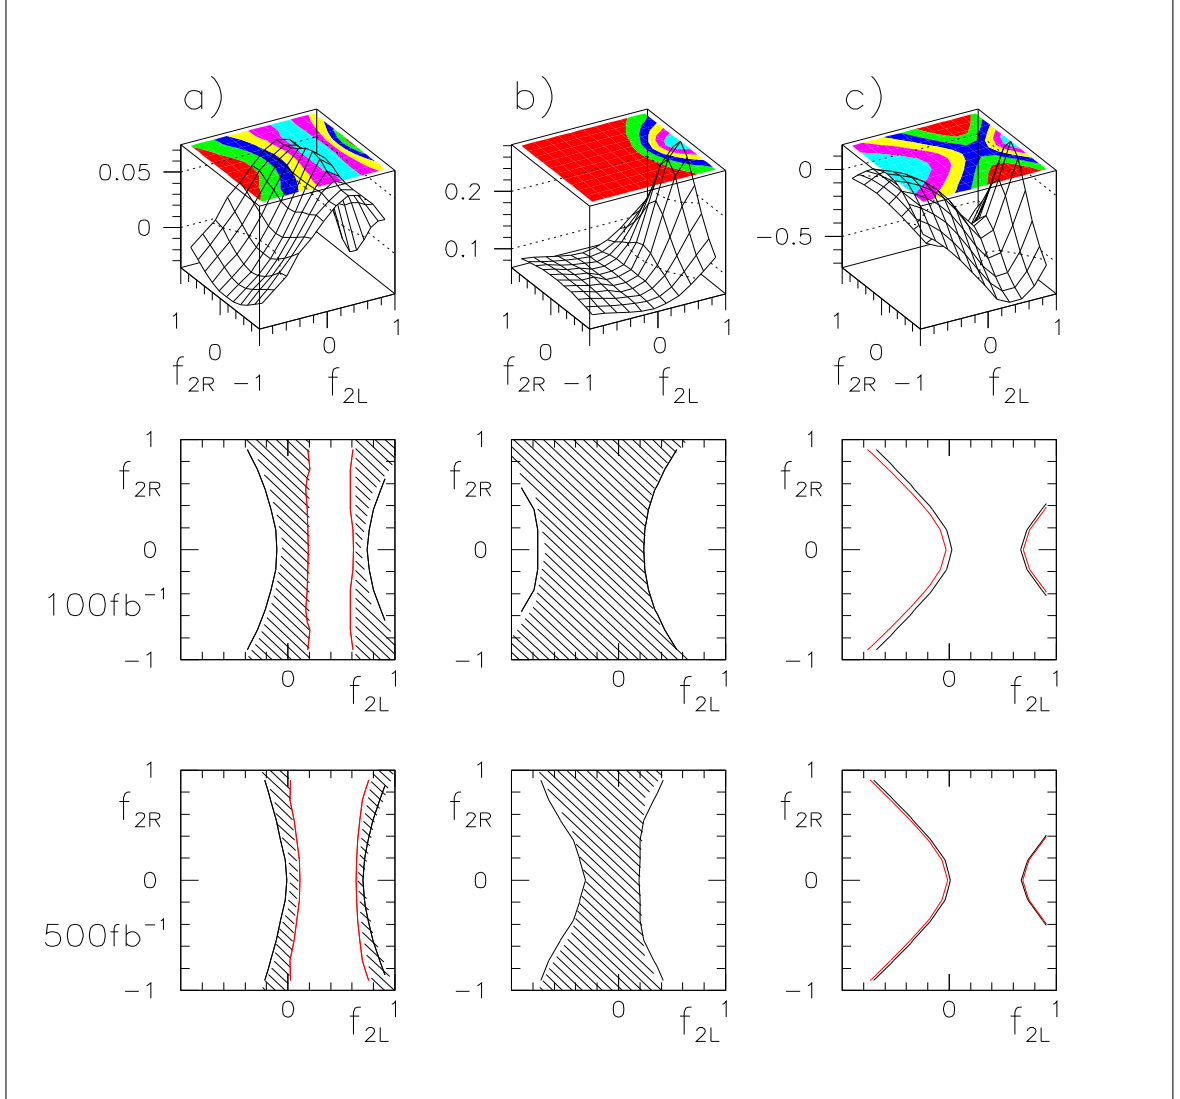 a) b) c)
0.05 0.2 0
0 0.1 −0.5
1 0 −1 0 1
f2R f2L
1 0 −1 0 1
f2R f2L
1 0 −1 0 1
f2R f2L
1 1 1
f2R f2R f2R
0 0 0
100fb−1
−1 −1 −1
0 1 0 1 0 1
f2L f2L f2L
1 1 1
f2R f2R f2R
0 0 0
500fb−1
−1 −1 −1
0 1 0 1 0 1
f2L f2L f2L